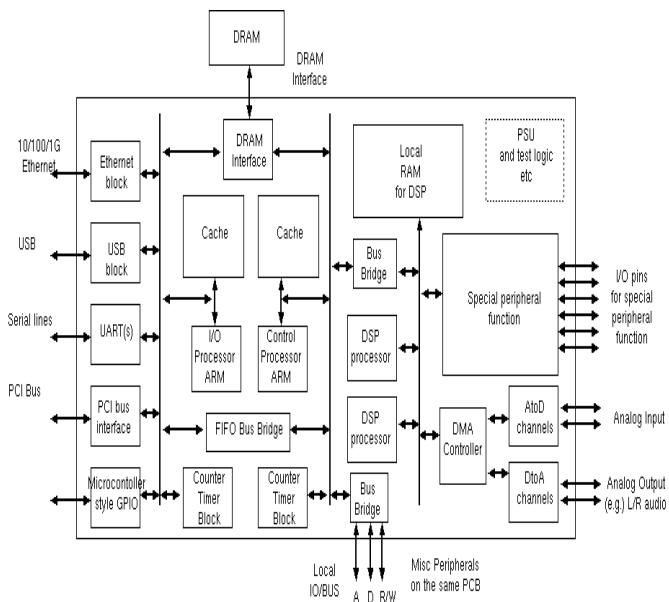 DRAM
DRAM
Interface
10/100/1G
Ethernet
Ethernet
block
DRAM
Interface
Local
RAM
for DSP
PSU
and test logic
etc
USB
USB
block
Cache
Cache
Bus
Bridge
Special peripheral
function
I/O pins
for special
peripheral
function
Serial lines
UART(s)
I/O
Processor
ARM
Control
Processor
ARM
DSP
processor
PCI Bus
PCI bus
interface
FIFO Bus Bridge
DSP
processor
DMA
Controller
AtoD
channels
Analog Input
Microcontoller
style GPIO
Counter
Timer
Block
Counter
Timer
Block
Bus
Bridge
DtoA
channels
Analog Output
(e.g.) L/R audio
Local
IO/BUS
A D R/W
Misc Peripherals
on the same PCB